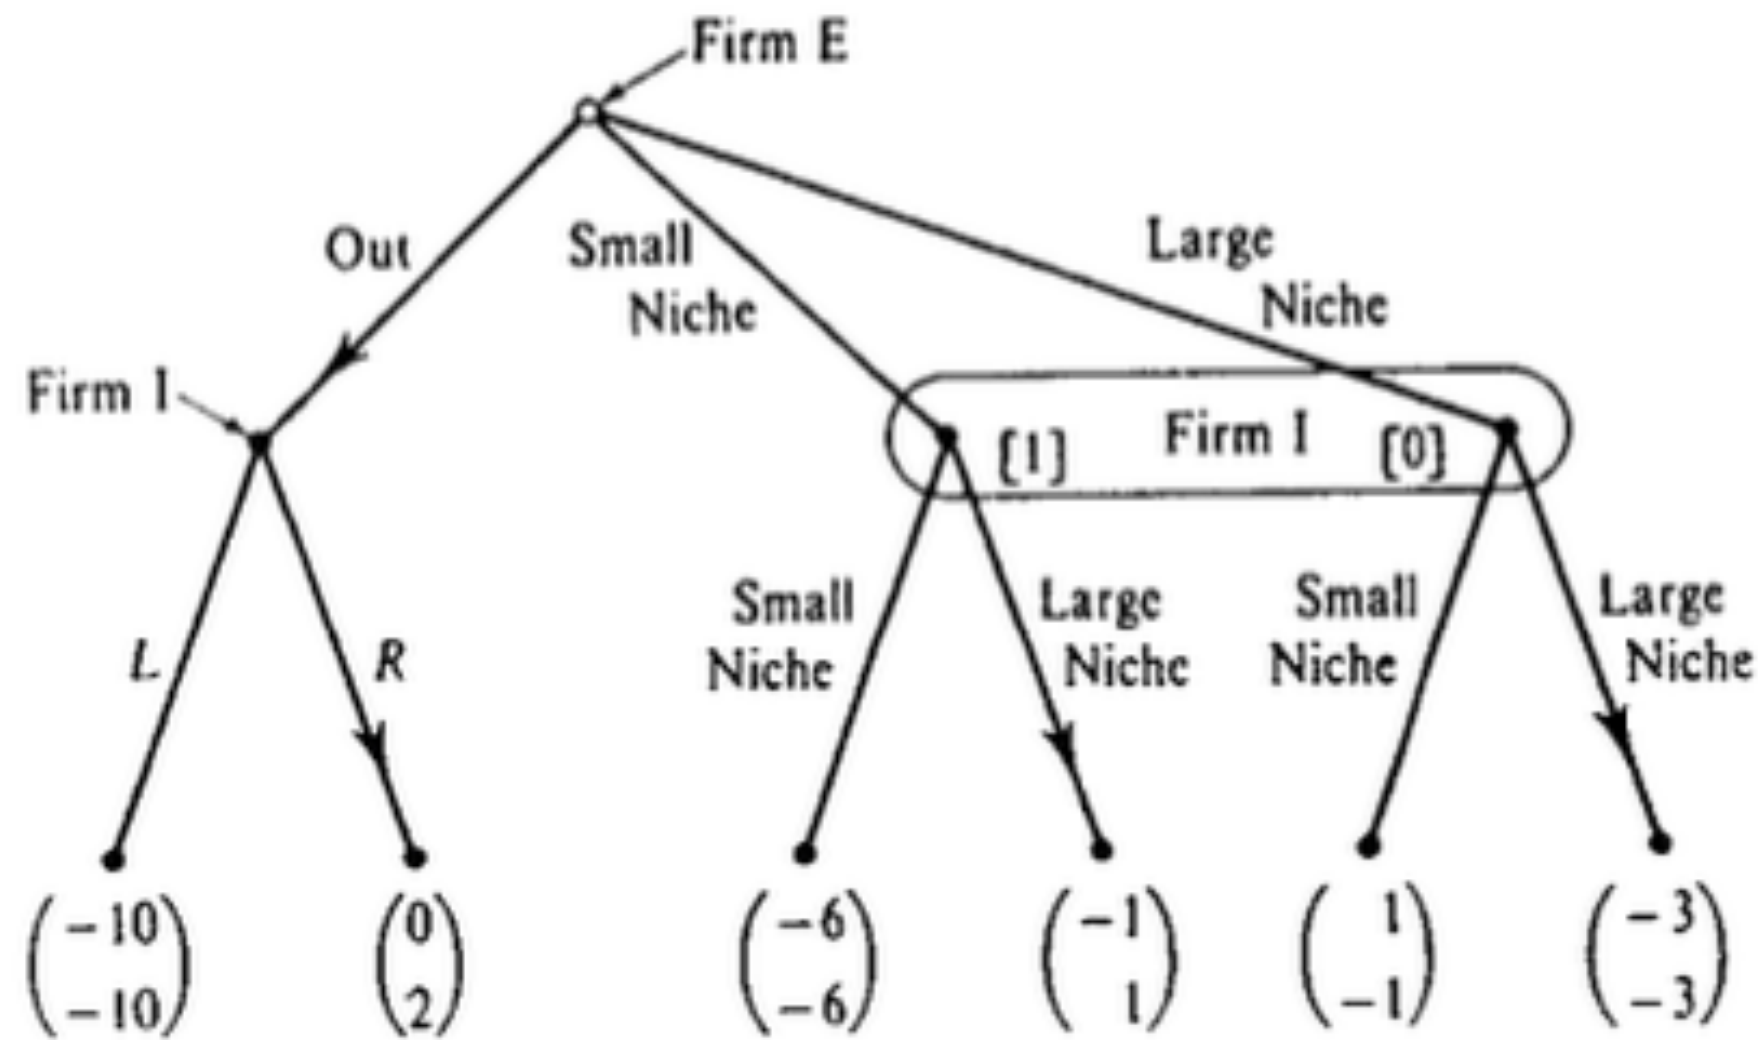 Firm E
Out
Small
Niche
Large
Niche
Firm I
[1]
Firm I
[0]
L
R
Small
Niche
Large
Niche
Small
Niche
Large
Niche
(-10
-10)
(0
2)
(-6
-6)
(-1
1)
(1
-1)
(-3
-3)